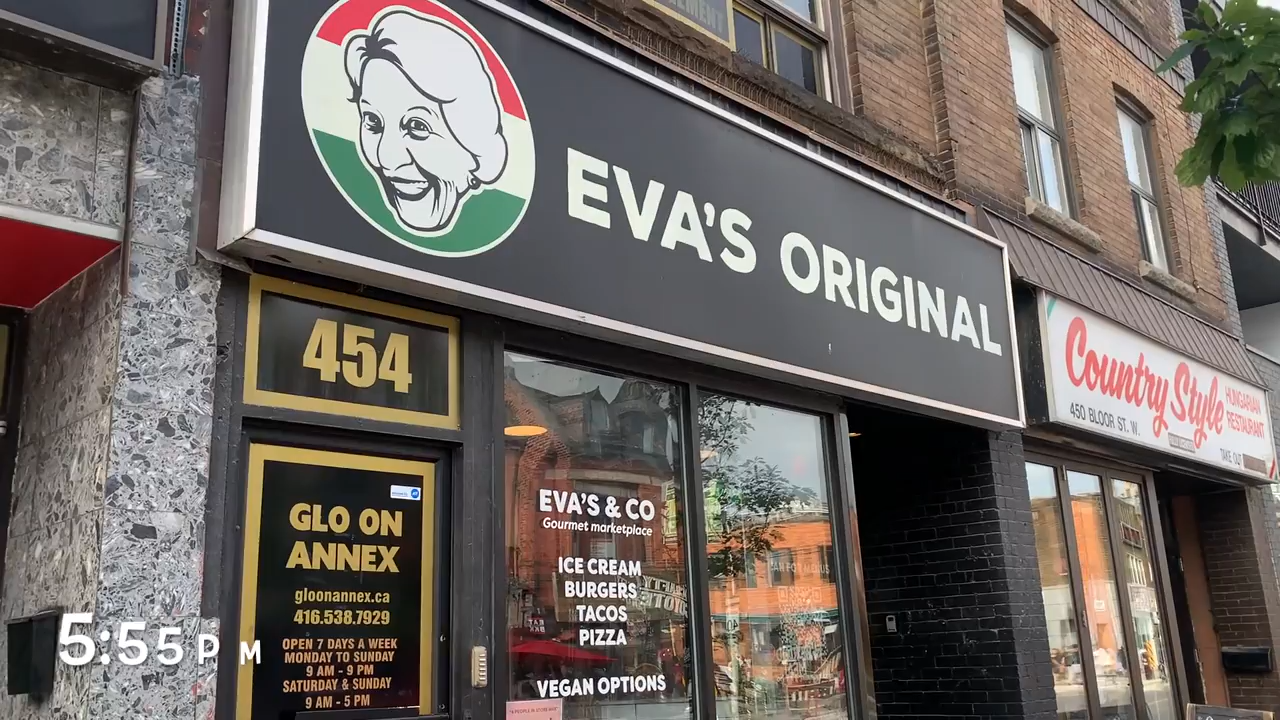 EVA'S ORIGINAL
454
GLO ON
ANNEX
gloonannex.ca
416.538.7929
OPEN 7 DAYS A WEEK
MONDAY TO SUNDAY
9 AM - 9 PM
SATURDAY & SUNDAY
9 AM - 5 PM
EVA'S & CO
Gourmet marketplace
ICE CREAM
BURGERS
TACOS
PIZZA
VEGAN OPTIONS
Country Style
HUNGARIAN
RESTAURANT
450 BLOOR ST. W.
TAKE OUT
5:55 P M